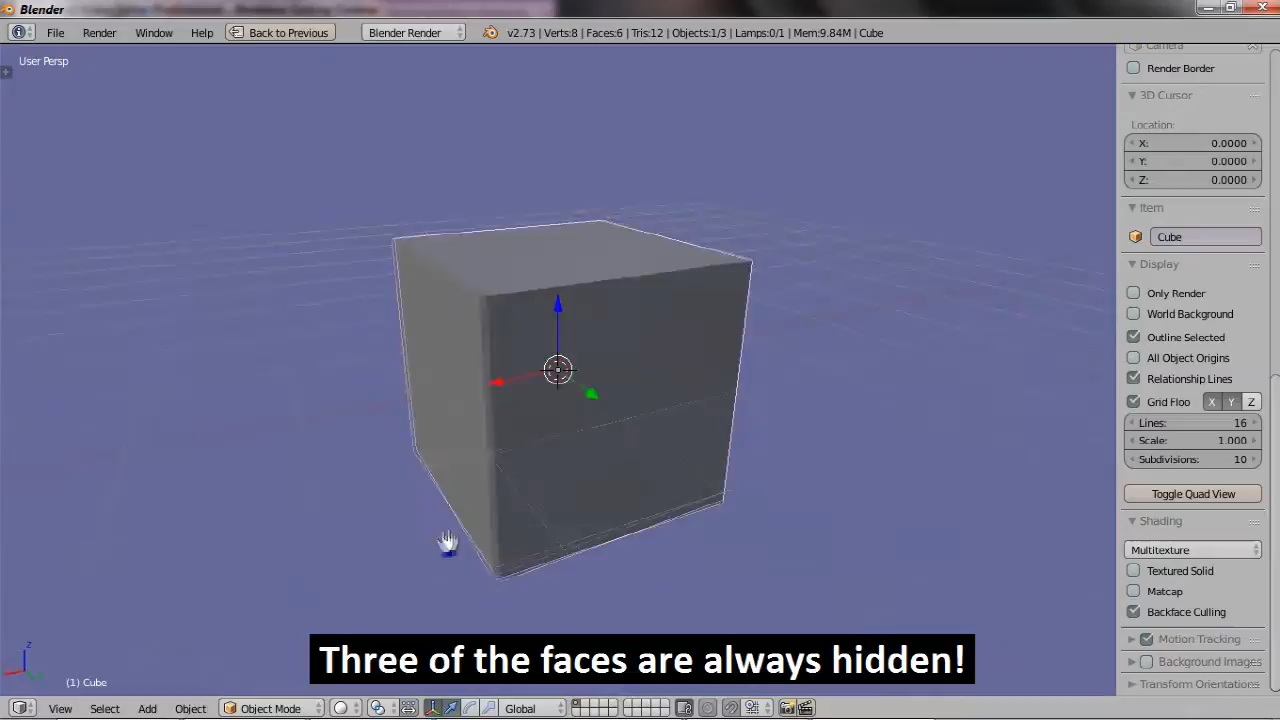 Blender
File Render Window Help Back to Previous Blender Render v2.73 | Verts:8 | Faces:6 | Tris:12 | Objects:1/3 | Lamps:0/1 | Mem:9.84M | Cube
User Persp
Camera
Render Border
3D Cursor
Location:
X: 0.0000
Y: 0.0000
Z: 0.0000
Item
Cube
Display
Only Render
World Background
Outline Selected
All Object Origins
Relationship Lines
Grid Floo X Y Z
Lines: 16
Scale: 1.000
Subdivisions: 10
Toggle Quad View
Shading
Multitexture
Textured Solid
Matcap
Backface Culling
Motion Tracking
Background Images
Transform Orientations
Three of the faces are always hidden!
z
(1) Cube
View Select Add Object Object Mode Global